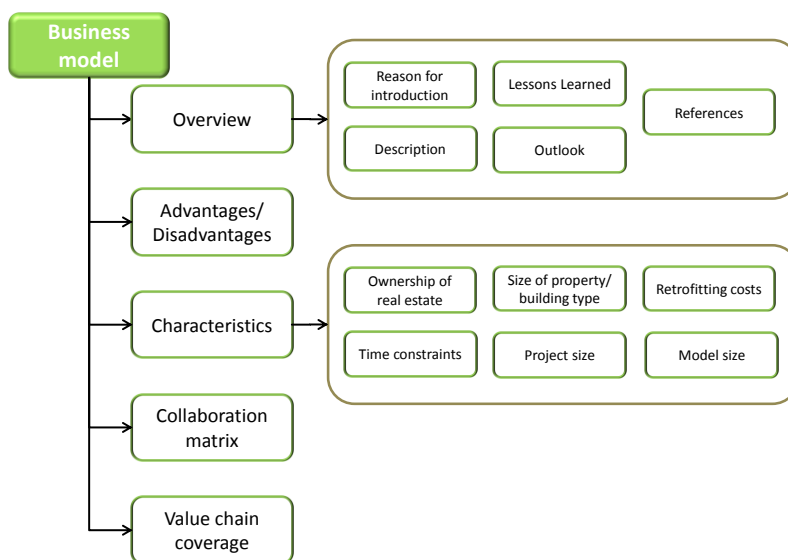 Business
model
Overview
Reason for
introduction
Lessons Learned
References
Description
Outlook
Advantages/
Disadvantages
Characteristics
Ownership of
real estate
Size of property/
building type
Retrofitting costs
Time constraints
Project size
Model size
Collaboration
matrix
Value chain
coverage